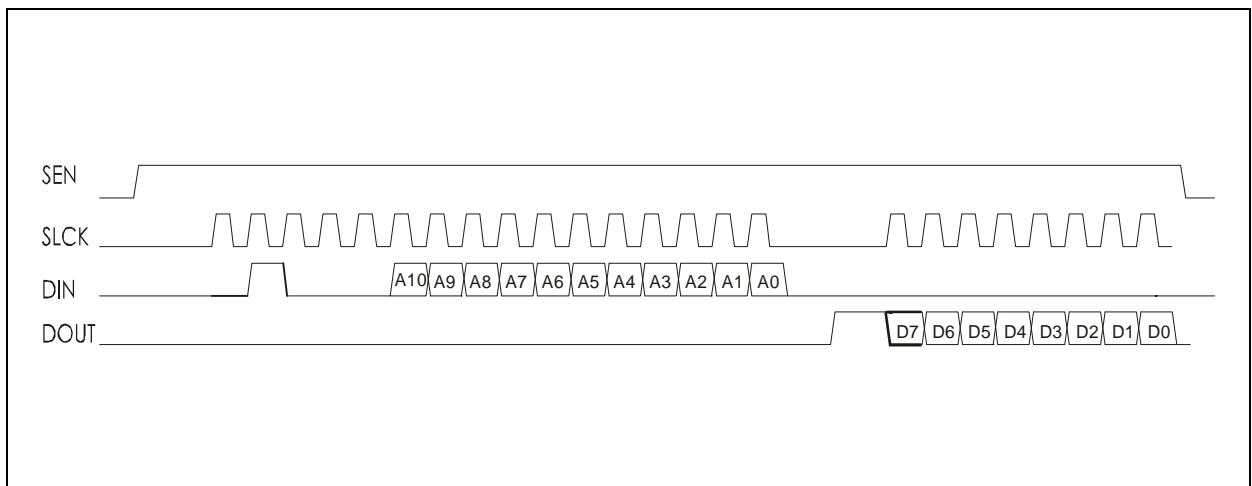 SEN
SLCK
DIN A10 A9 A8 A7 A6 A5 A4 A3 A2 A1 A0
DOUT D7 D6 D5 D4 D3 D2 D1 D0